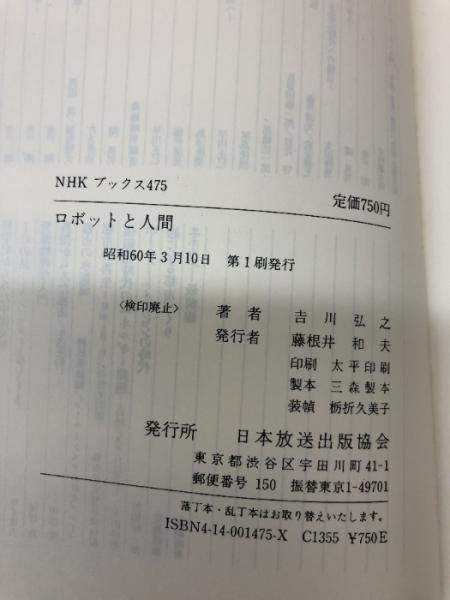 NHK ブックス475
定価750円
ロボットと人間
昭和60年3月10日 第1刷発行
〈検印廃止〉 著者 吉川弘之
発行者 藤根井和夫
印刷 太平印刷
製本 三森製本
装幀 栃折久美子
発行所 日本放送出版協会
東京都渋谷区宇田川町41-1
郵便番号 150 振替東京1-49701
落丁本・乱丁本はお取り替えいたします。
ISBN4-14-001475-X C1355 ¥750E